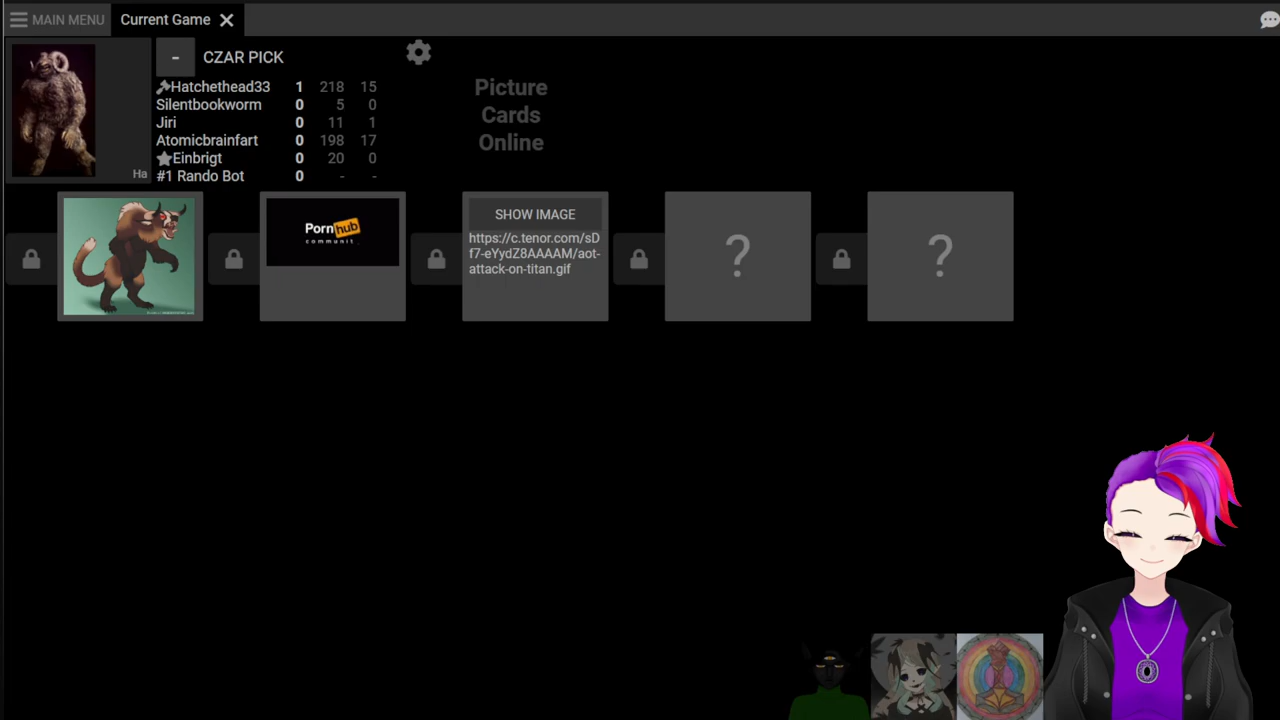 MAIN MENU
Current Game
CZAR PICK
Hatchethead33 1 218 15
Silentbookworm 0 5 0
Jiri 0 11 1
Atomicbrainfart 0 198 17
Einbrigt 0 20 0
#1 Rando Bot 0 - -
Ha
Picture
Cards
Online
Pornhub
communit
SHOW IMAGE
https://c.tenor.com/sD
f7-eYydZ8AAAAM/aot-
attack-on-titan.gif
?
?